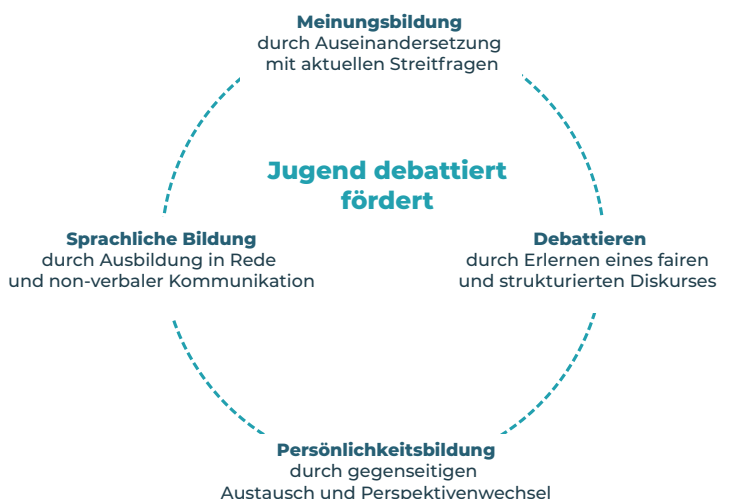 Meinungsbildung
durch Auseinandersetzung
mit aktuellen Streitfragen
Jugend debattiert
fördert
Sprachliche Bildung
durch Ausbildung in Rede
und non-verbaler Kommunikation
Debattieren
durch Erlernen eines fairen
und strukturierten Diskurses
Persönlichkeitsbildung
durch gegenseitigen
Austausch und Perspektivenwechsel